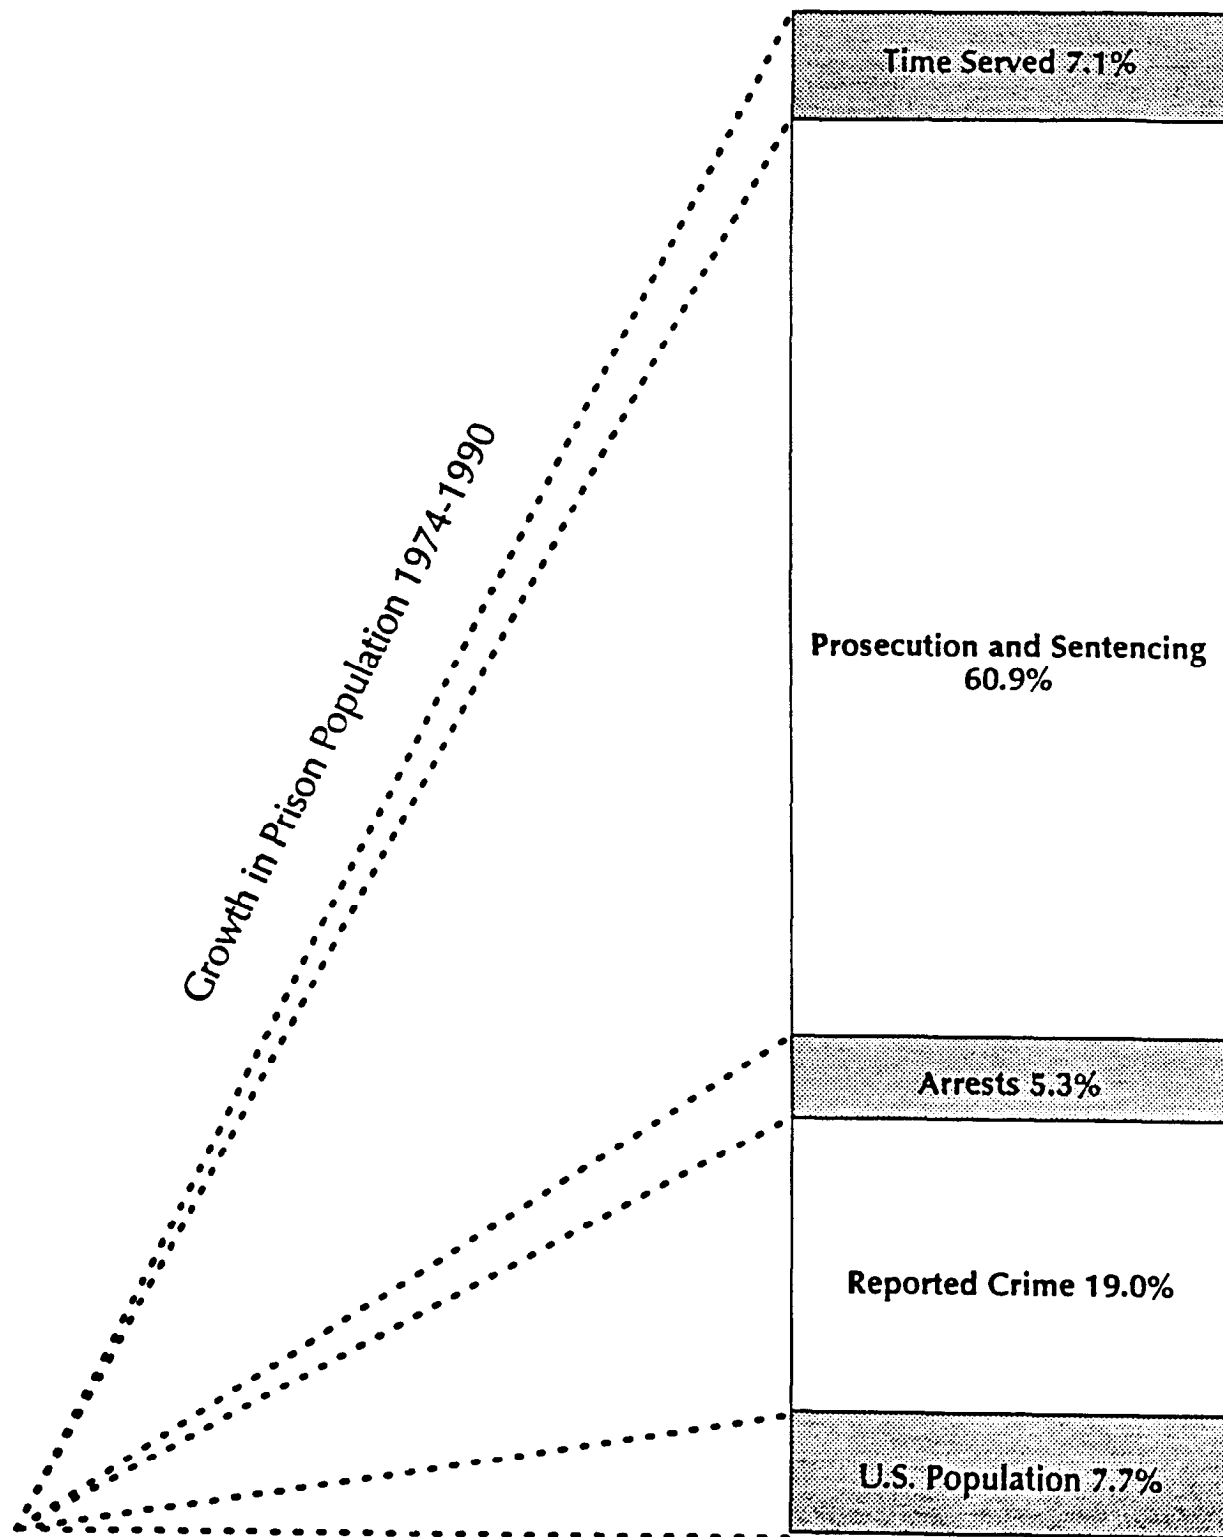 Time Served 7.1%
Growth in Prison Population 1974-1990
Prosecution and Sentencing
60.9%
Arrests 5.3%
Reported Crime 19.0%
U.S. Population 7.7%